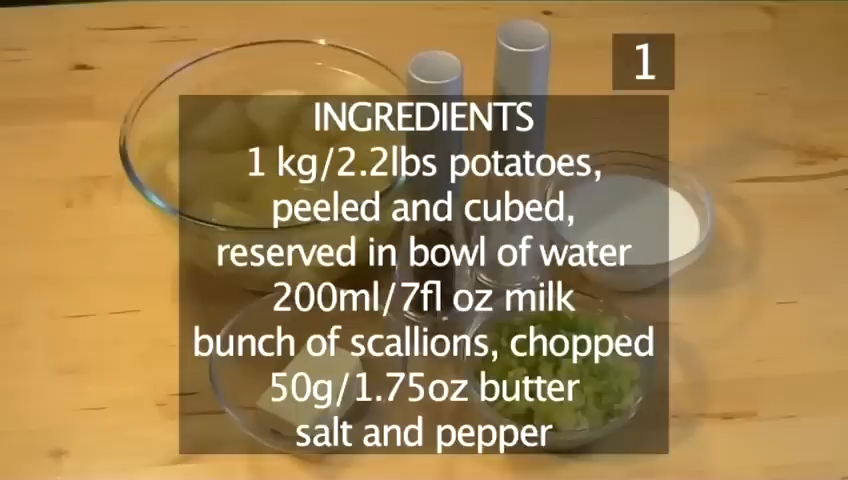 1
INGREDIENTS
1 kg/2.2lbs potatoes,
peeled and cubed,
reserved in bowl of water
200ml/7fl oz milk
bunch of scallions, chopped
50g/1.75oz butter
salt and pepper